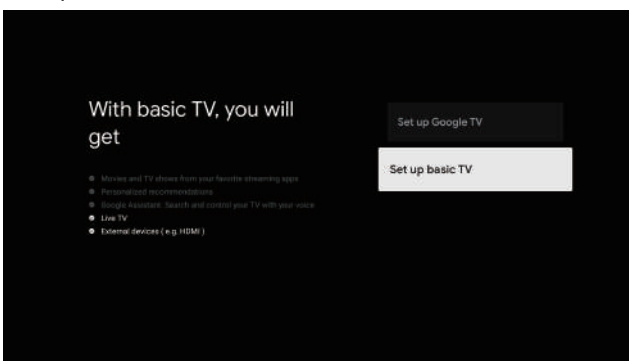 With basic TV, you will
get
Movies and TV shows from your favorite streaming apps
Personalized recommendations
Google Assistant: Search and control your TV with your voice
Live TV
External devices ( e.g. HDMI )
Set up Google TV
Set up basic TV